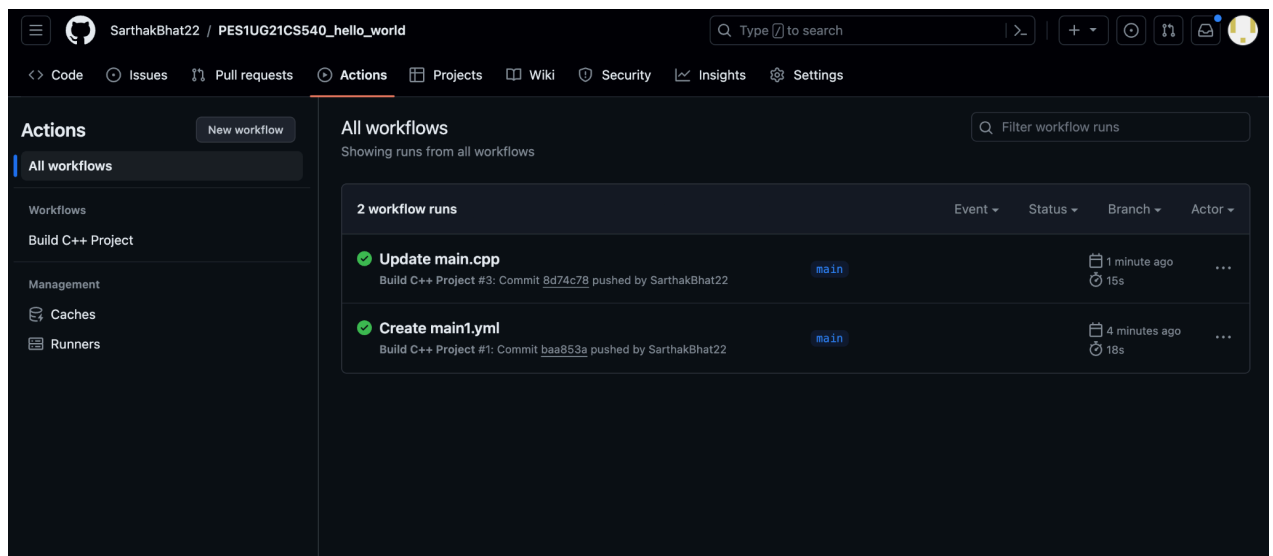 SarthakBhat22 / PES1UG21CS540_hello_world
Type / to search
Code Issues Pull requests Actions Projects Wiki Security Insights Settings
Actions
New workflow
All workflows
Workflows
Build C++ Project
Management
Caches
Runners
All workflows
Showing runs from all workflows
Filter workflow runs
2 workflow runs
Event Status Branch Actor
Update main.cpp
Build C++ Project #3: Commit 8d74c78 pushed by SarthakBhat22
main
1 minute ago
15s
...
Create main1.yml
Build C++ Project #1: Commit baa853a pushed by SarthakBhat22
main
4 minutes ago
18s
...